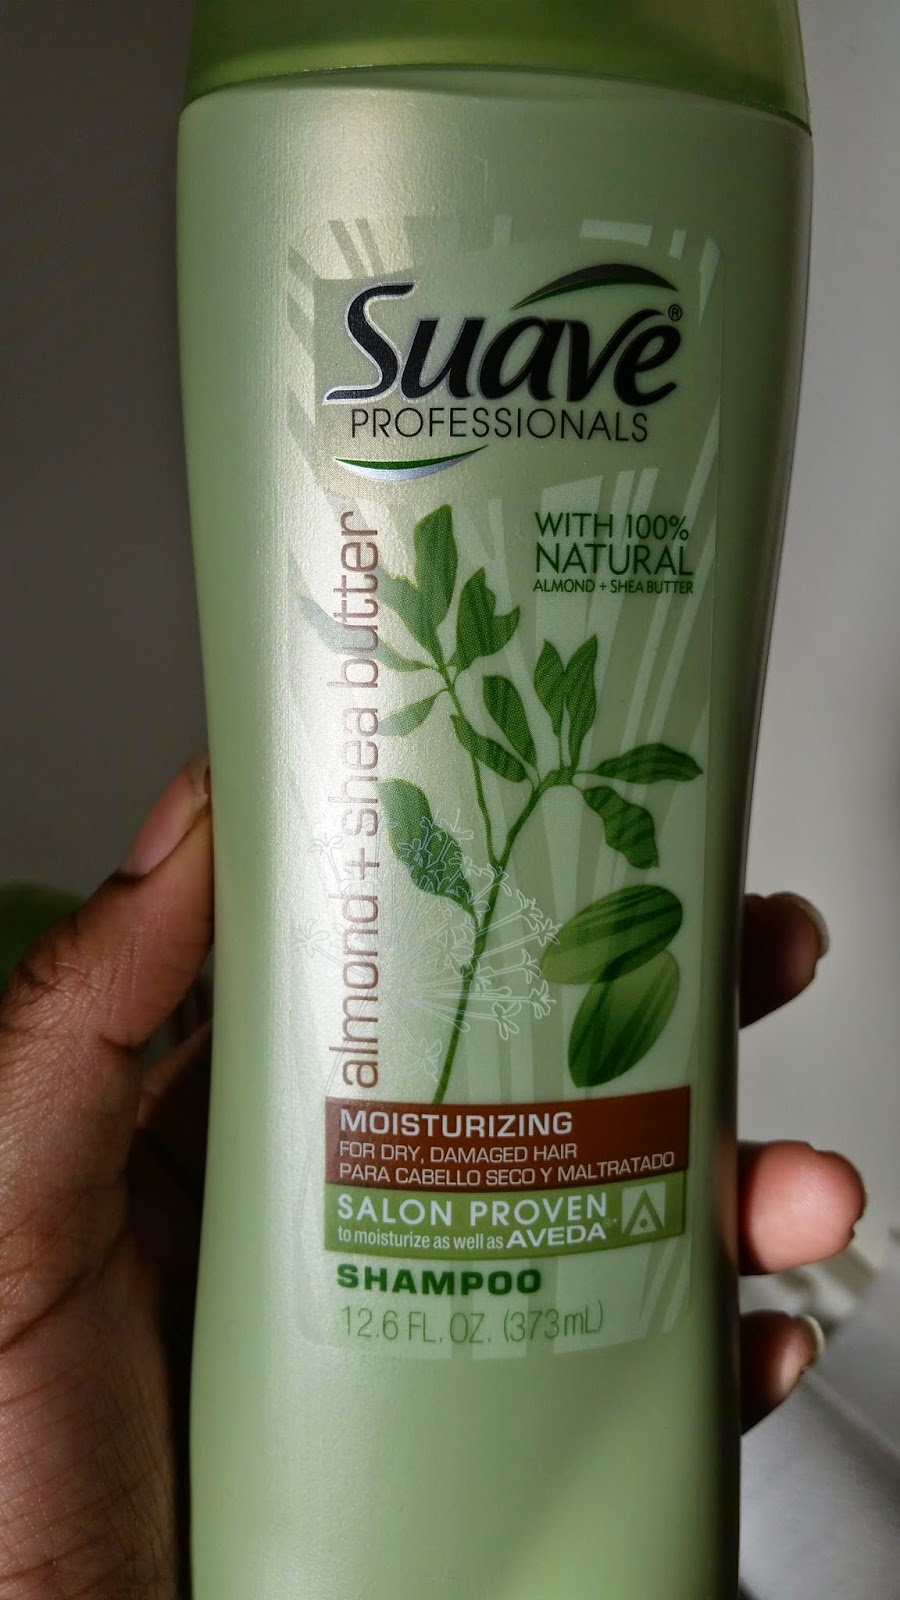 Suave®
PROFESSIONALS
WITH 100%
NATURAL
ALMOND + SHEA BUTTER
almond + shea butter
MOISTURIZING
FOR DRY, DAMAGED HAIR
PARA CABELLO SECO Y MALTRATADO
SALON PROVEN
to moisturize as well as AVEDA®*
SHAMPOO
12.6 FL. OZ. (373mL)